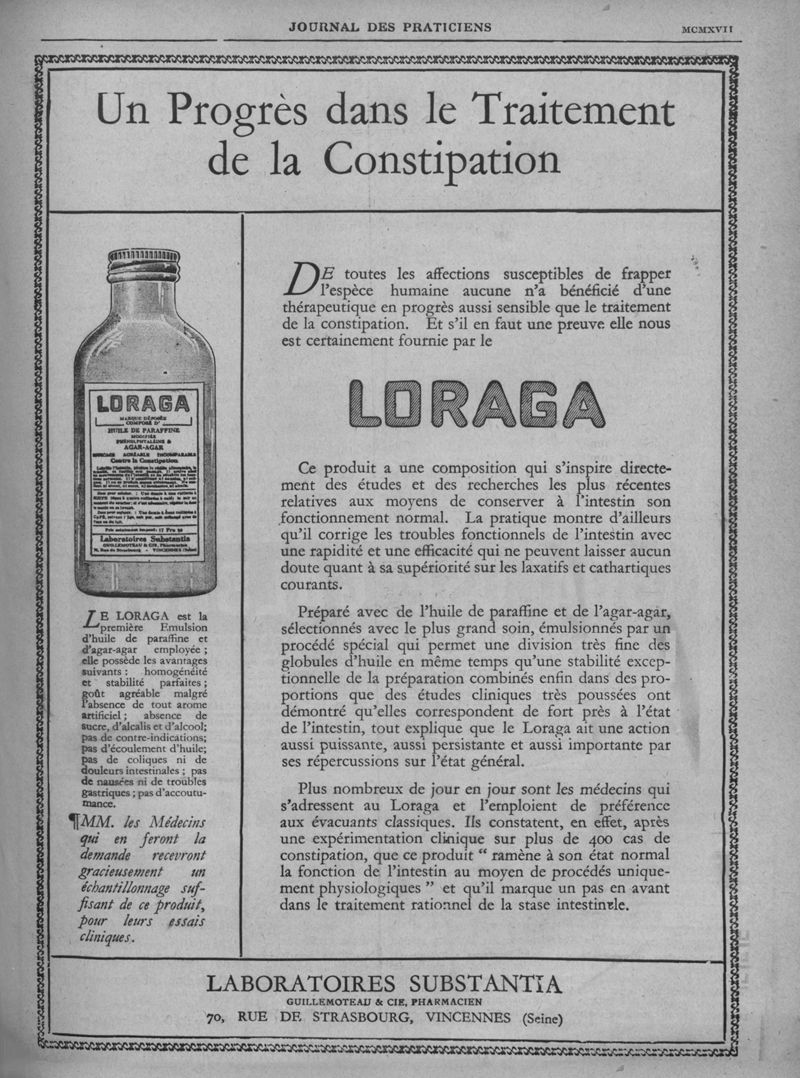 JOURNAL DES PRATICIENS
MCMXVII
Un Progrès dans le Traitement
de la Constipation
LORAGA
MARQUE DÉPOSÉE
COMPOSÉ D'
HUILE DE PARAFFINE
MODIFIÉE
PHÉNOLPHTALÉINE &
AGAR-AGAR
EFFICACE AGRÉABLE INCOMPARABLE
Contre la Constipation
Laboratoires Substantia
GUILLEMOTEAU & CIE, Pharmacien
70, Rue de Strasbourg - VINCENNES (Seine)
LE LORAGA est la
première Emulsion
d'huile de paraffine et
d'agar-agar employée ;
elle possède les avantages
suivants : homogénéité
et stabilité parfaites ;
goût agréable malgré
l'absence de tout arome
artificiel ; absence de
sucre, d'alcalis et d'alcool;
pas de contre-indications;
pas d'écoulement d'huile;
pas de coliques ni de
douleurs intestinales ; pas
de nausées ni de troubles
gastriques ; pas d'accoutu-
mance.
¶MM. les Médecins
qui en feront la
demande recevront
gracieusement un
échantillonnage suf-
fisant de ce produit,
pour leurs essais
cliniques.
DE toutes les affections susceptibles de frapper
l'espèce humaine aucune n'a bénéficié d'une
thérapeutique en progrès aussi sensible que le traitement
de la constipation. Et s'il en faut une preuve elle nous
est certainement fournie par le
LORAGA
Ce produit a une composition qui s'inspire directe-
ment des études et des recherches les plus récentes
relatives aux moyens de conserver à l'intestin son
fonctionnement normal. La pratique montre d'ailleurs
qu'il corrige les troubles fonctionnels de l'intestin avec
une rapidité et une efficacité qui ne peuvent laisser aucun
doute quant à sa supériorité sur les laxatifs et cathartiques
courants.
Préparé avec de l'huile de paraffine et de l'agar-agar,
sélectionnés avec le plus grand soin, émulsionnés par un
procédé spécial qui permet une division très fine des
globules d'huile en même temps qu'une stabilité excep-
tionnelle de la préparation combinés enfin dans des pro-
portions que des études cliniques très poussées ont
démontré qu'elles correspondent de fort près à l'état
de l'intestin, tout explique que le Loraga ait une action
aussi puissante, aussi persistante et aussi importante par
ses répercussions sur l'état général.
Plus nombreux de jour en jour sont les médecins qui
s'adressent au Loraga et l'emploient de préférence
aux évacuants classiques. Ils constatent, en effet, après
une expérimentation clinique sur plus de 400 cas de
constipation, que ce produit “ ramène à son état normal
la fonction de l'intestin au moyen de procédés unique-
ment physiologiques ” et qu'il marque un pas en avant
dans le traitement rationnel de la stase intestinale.
LABORATOIRES SUBSTANTIA
GUILLEMOTEAU & CIE, PHARMACIEN
70, RUE DE STRASBOURG, VINCENNES (Seine)